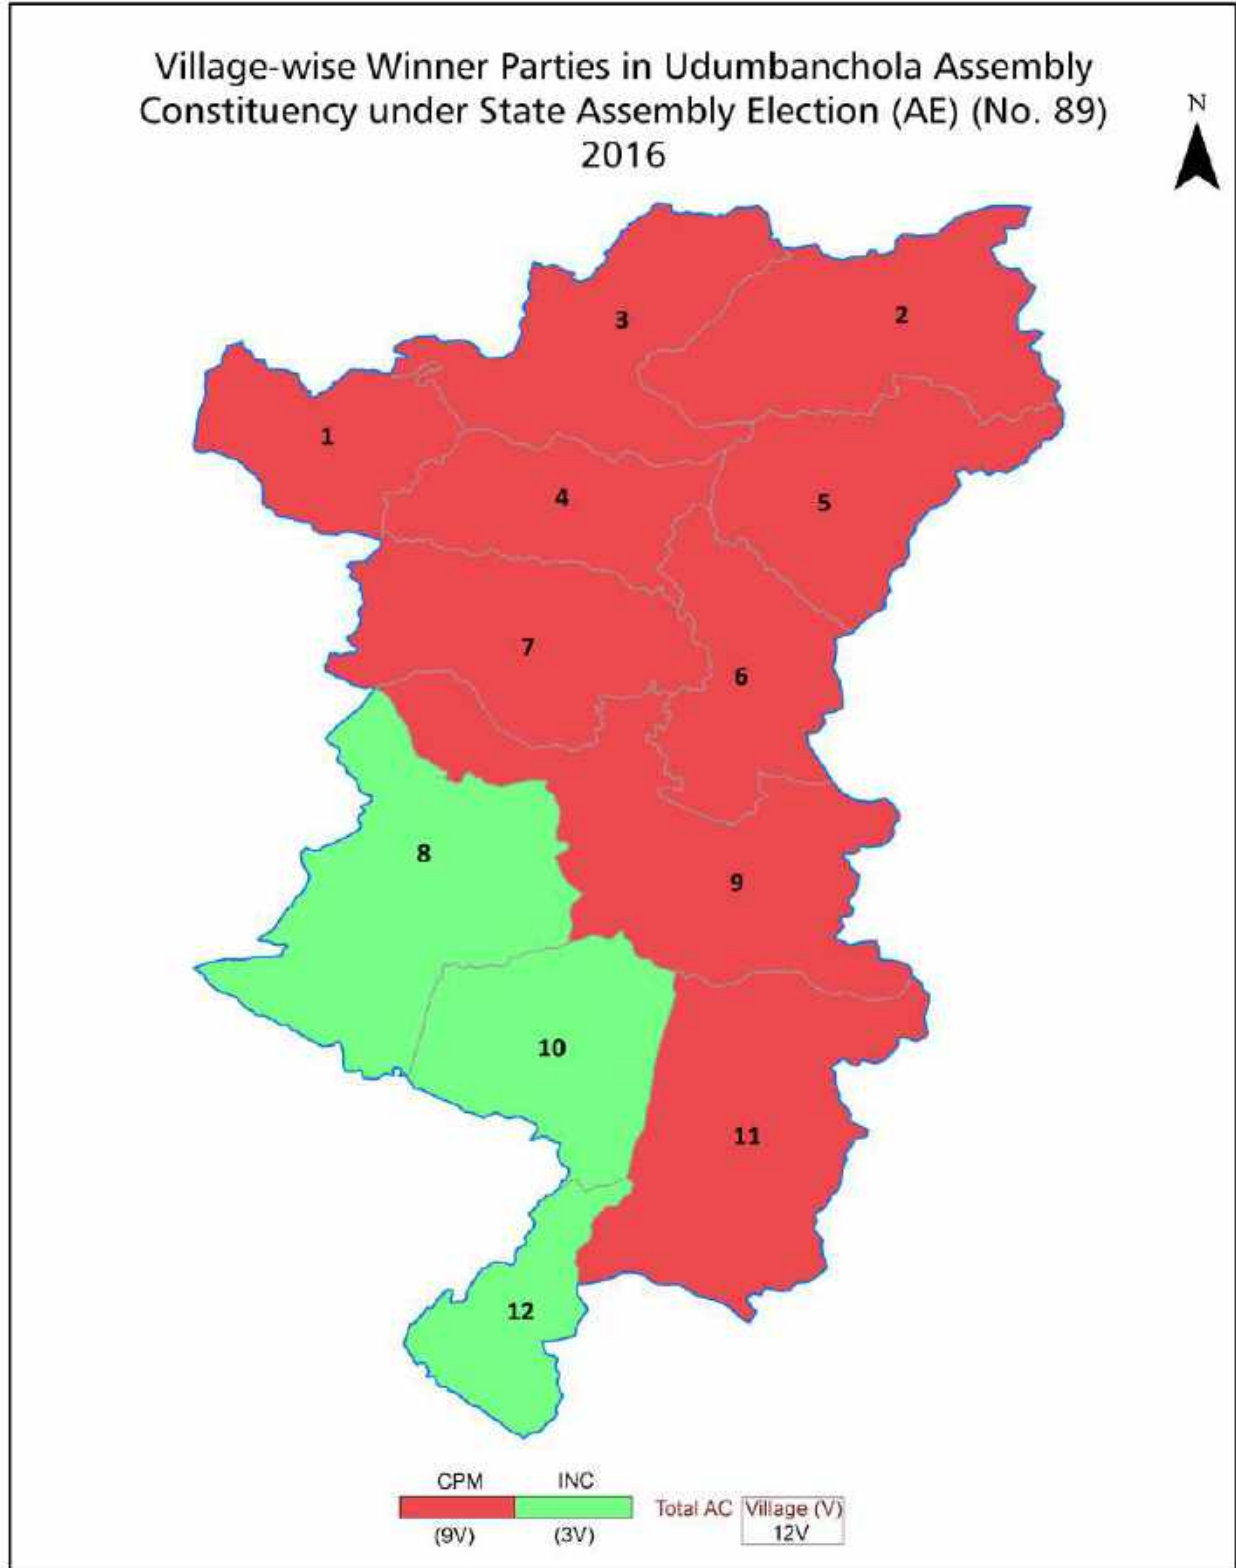 Village-wise Winner Parties in Udumbanchola Assembly
Constituency under State Assembly Election (AE) (No. 89)
2016
N
3
2
1
4
5
7
6
8
9
10
11
12
CPM INC
Total AC Village (V)
(9V) (3V) 12V